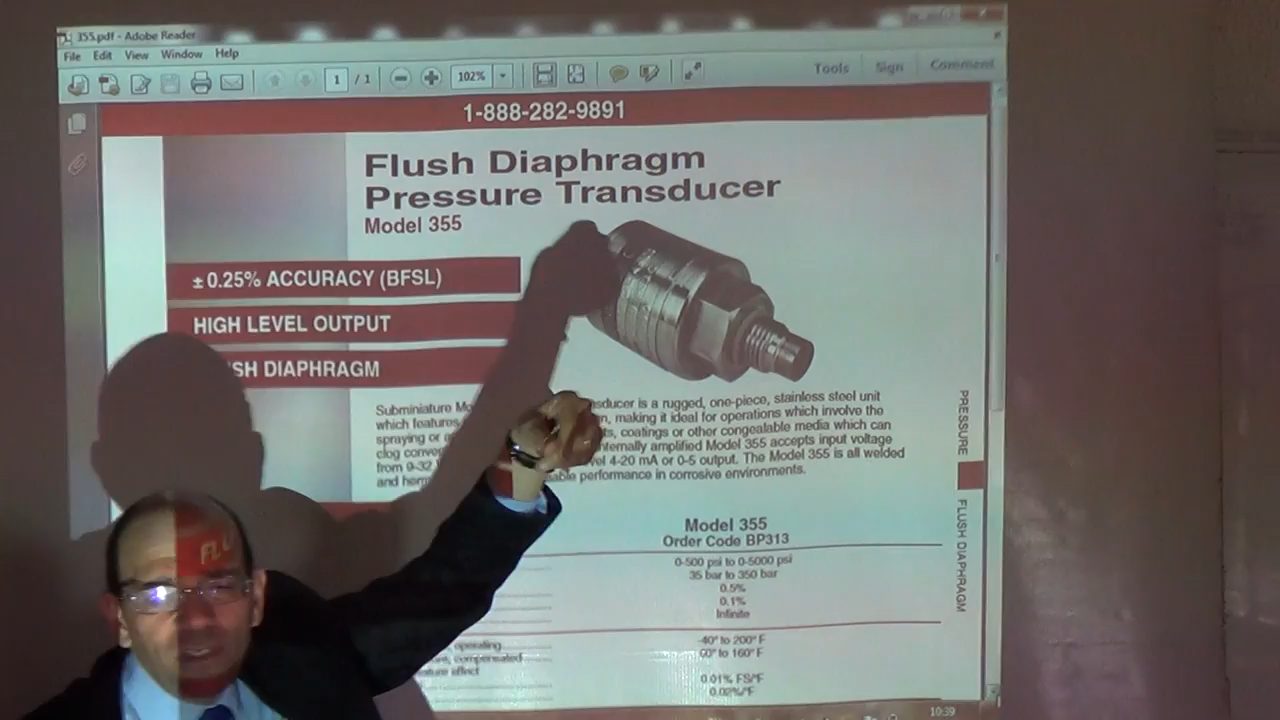 355.pdf - Adobe Reader
File Edit View Window Help
1 / 1 102% Tools Sign Comment
1-888-282-9891
Flush Diaphragm
Pressure Transducer
Model 355
± 0.25% ACCURACY (BFSL)
HIGH LEVEL OUTPUT
SH DIAPHRAGM
Subminiature Mo sducer is a rugged, one-piece, stainless steel unit
which features n, making it ideal for operations which involve the
spraying or ts, coatings or other congealable media which can
clog conve nternally amplified Model 355 accepts input voltage
from 9-32 vel 4-20 mA or 0-5 output. The Model 355 is all welded
and her able performance in corrosive environments.
PRESSURE
FLUSH DIAPHRAGM
FLU
Model 355
Order Code BP313
0-500 psi to 0-5000 psi
35 bar to 350 bar
0.5%
0.1%
Infinite
operating -40° to 200° F
compensated 60° to 160° F
effect
0.01% FS/°F
0.02%/°F
10:39